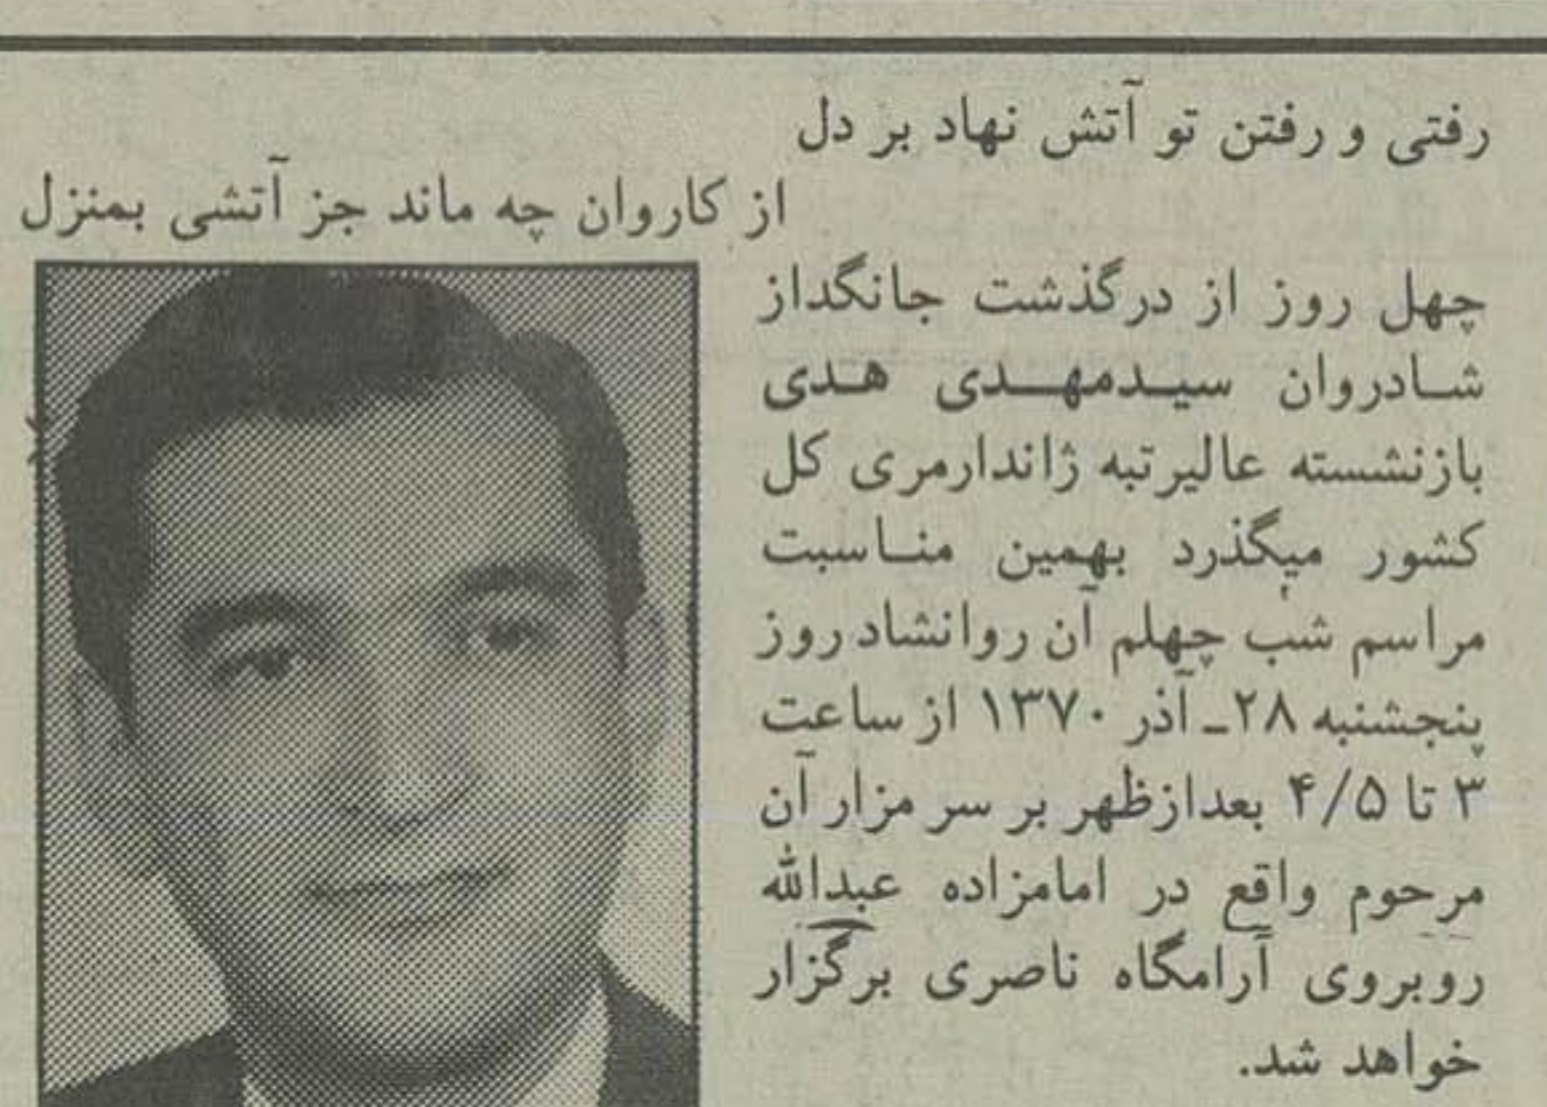 رفتی و رفتن تو آتش نهاد بر دل
از کاروان چه ماند جز آتشی بمنزل
چهل روز از درگذشت جانگداز
شادروان سیدمهدی هدی
بازنشسته عالیرتبه ژاندارمری کل
کشور میگذرد بهمین مناسبت
مراسم شب چهلم آن روانشاد روز
پنجشنبه ۲۸ـ آذر ۱۳۷۰ از ساعت
۳ تا ۴/۵ بعدازظهر بر سر مزار آن
مرحوم واقع در امامزاده عبدالله
روبروی آرامگاه ناصری برگزار
خواهد شد.